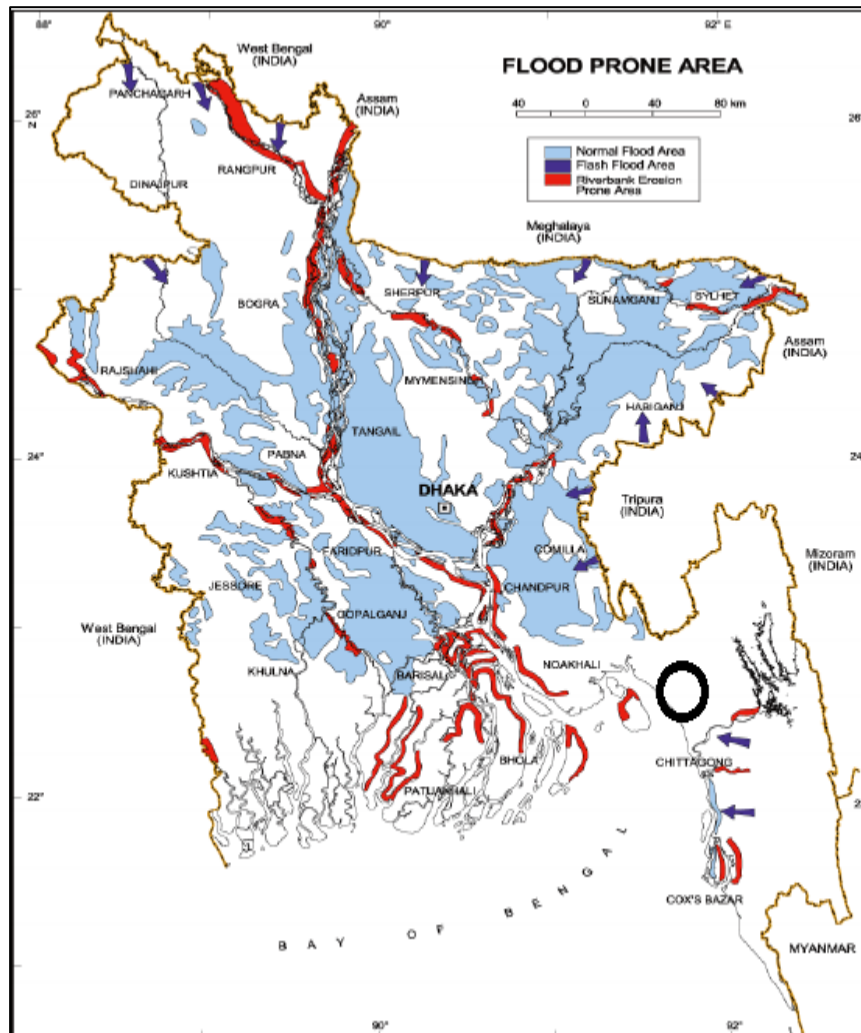 88°
90°
92°E
West Bengal
(INDIA)
FLOOD PRONE AREA
PANCHAGARH
Assam
(INDIA)
40 0 40 80 km
26°
N
26°
Normal Flood Area
Flash Flood Area
Riverbank Erosion
Prone Area
DINAJPUR
RANGPUR
Meghalaya
(INDIA)
SHERPUR
SUNAMGANJ
SYLHET
BOGRA
Assam
(INDIA)
RAJSHAHI
MYMENSINGH
HABIGANJ
TANGAIL
24°
24
PABNA
KUSHTIA
DHAKA
Tripura
(INDIA)
FARIDPUR
COMILLA
Mizoram
(INDIA)
JESSORE
CHANDPUR
GOPALGANJ
West Bengal
(INDIA)
NOAKHALI
KHULNA
BARISAL
BHOLA
CHITTAGONG
PATUAKHALI
22°
BAY OF BENGAL
COX'S BAZAR
MYANMAR
90°
92°